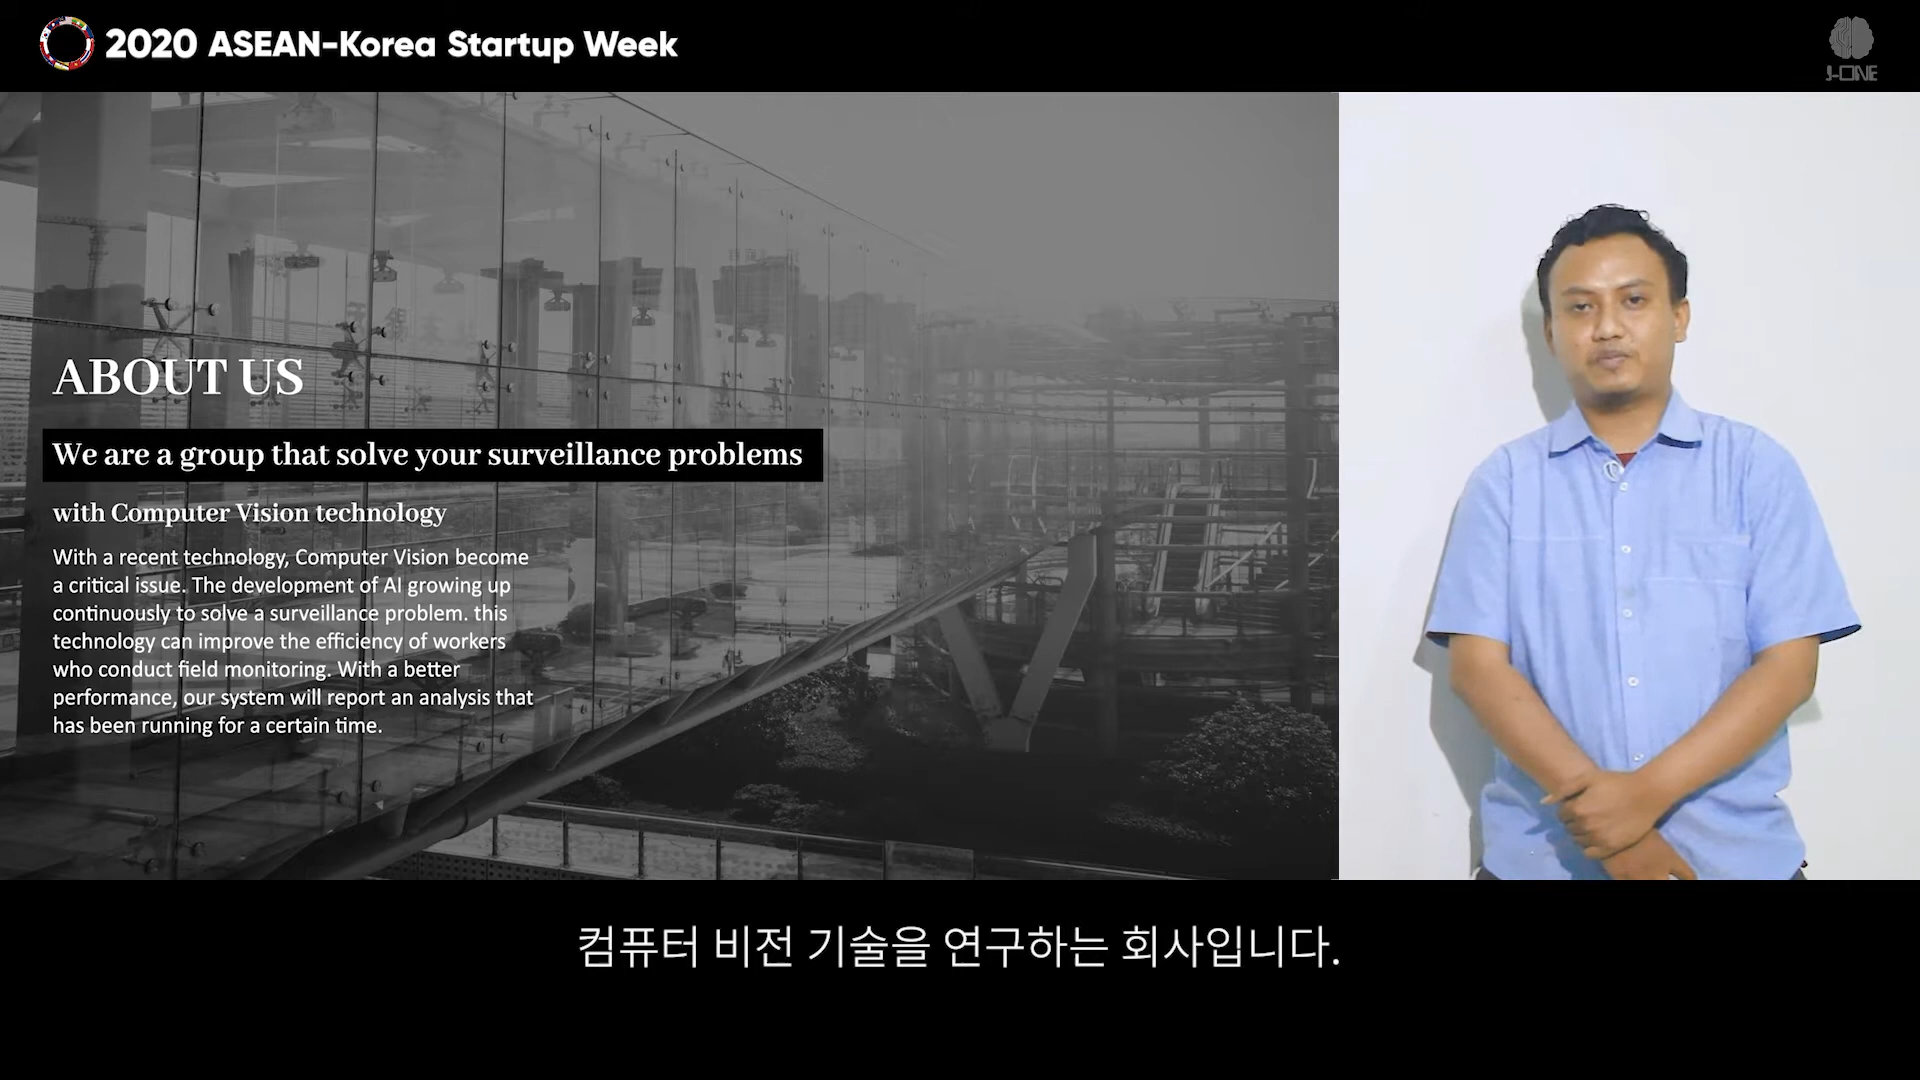 2020 ASEAN-Korea Startup Week
J-ONE
ABOUT US
We are a group that solve your surveillance problems
with Computer Vision technology
With a recent technology, Computer Vision become
a critical issue. The development of AI growing up
continuously to solve a surveillance problem. this
technology can improve the efficiency of workers
who conduct field monitoring. With a better
performance, our system will report an analysis that
has been running for a certain time.
컴퓨터 비전 기술을 연구하는 회사입니다.